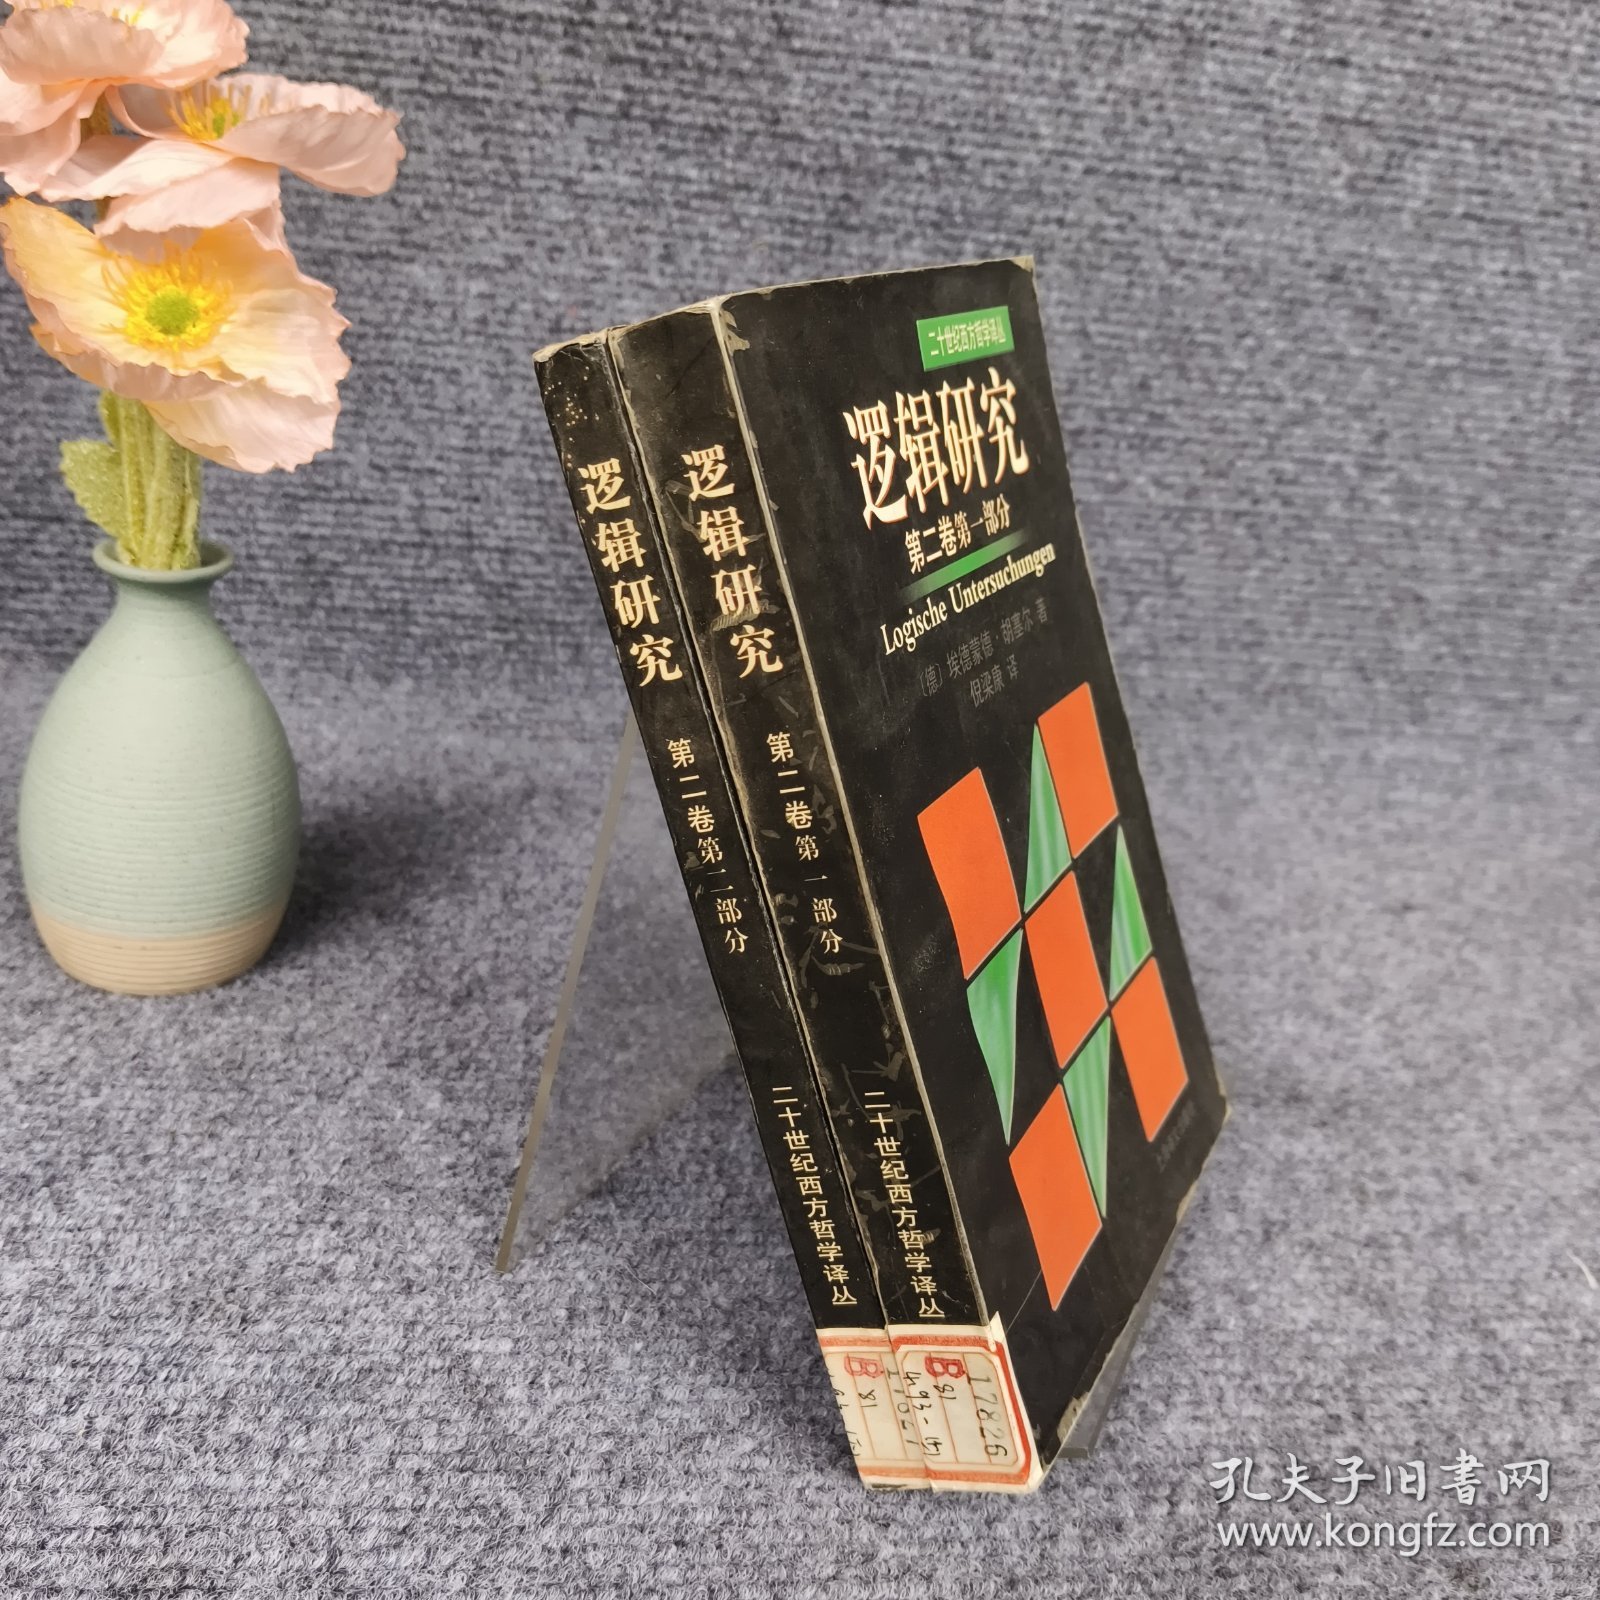 二十世纪西方哲学译丛
逻辑研究
第二卷第一部分
Logische Untersuchungen
〔德〕埃德蒙德·胡塞尔 著
倪梁康 译
逻辑研究
第二卷第一部分
二十世纪西方哲学译丛
逻辑研究
第二卷第二部分
二十世纪西方哲学译丛
B
81
17826
B
81
孔夫子旧书网
www.kongfz.com